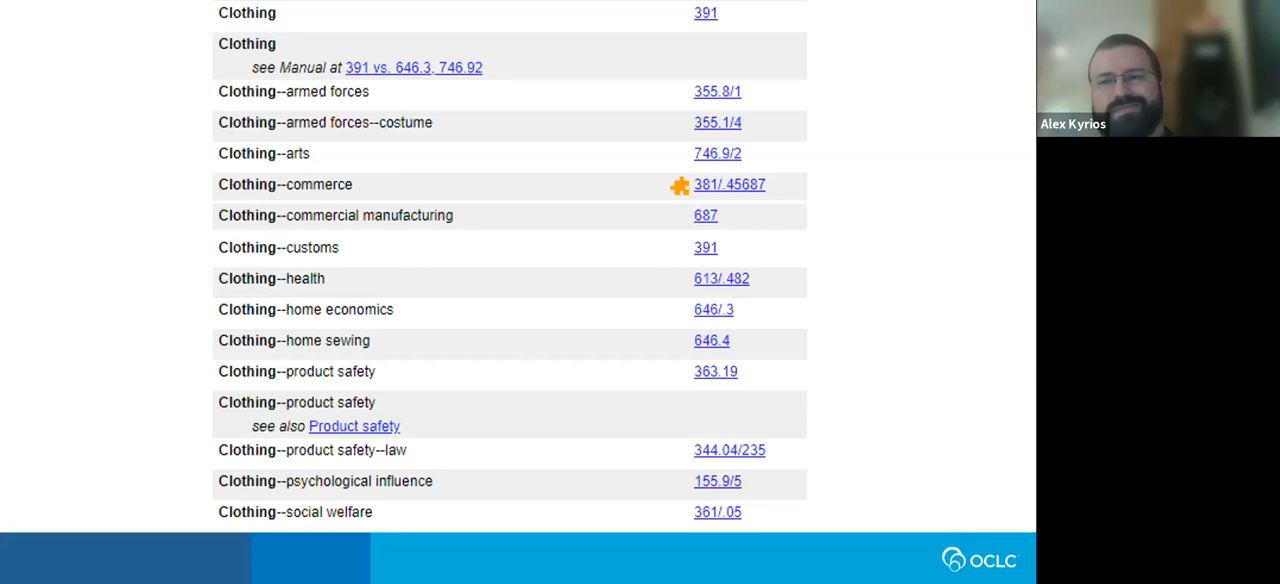 Clothing 391
Clothing
see Manual at 391 vs. 646.3, 746.92
Clothing--armed forces 355.8/1
Clothing--armed forces--costume 355.1/4
Clothing--arts 746.9/2
Clothing--commerce 381/.45687
Clothing--commercial manufacturing 687
Clothing--customs 391
Clothing--health 613/.482
Clothing--home economics 646/.3
Clothing--home sewing 646.4
Clothing--product safety 363.19
Clothing--product safety
see also Product safety
Clothing--product safety--law 344.04/235
Clothing--psychological influence 155.9/5
Clothing--social welfare 361/.05
OCLC
Alex Kyrios